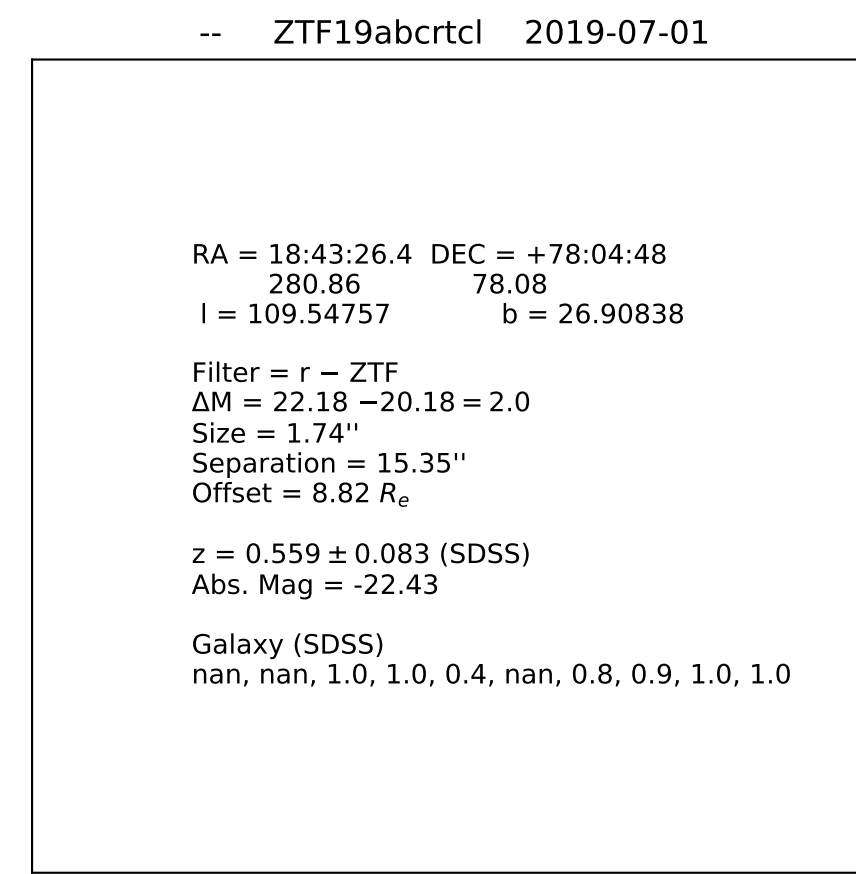 -- ZTF19abcrtcl 2019-07-01
RA = 18:43:26.4 DEC = +78:04:48
280.86 78.08
l = 109.54757 b = 26.90838
Filter = r − ZTF
ΔM = 22.18 −20.18 = 2.0
Size = 1.74''
Separation = 15.35''
Offset = 8.82 Rₑ
z = 0.559 ± 0.083 (SDSS)
Abs. Mag = -22.43
Galaxy (SDSS)
nan, nan, 1.0, 1.0, 0.4, nan, 0.8, 0.9, 1.0, 1.0